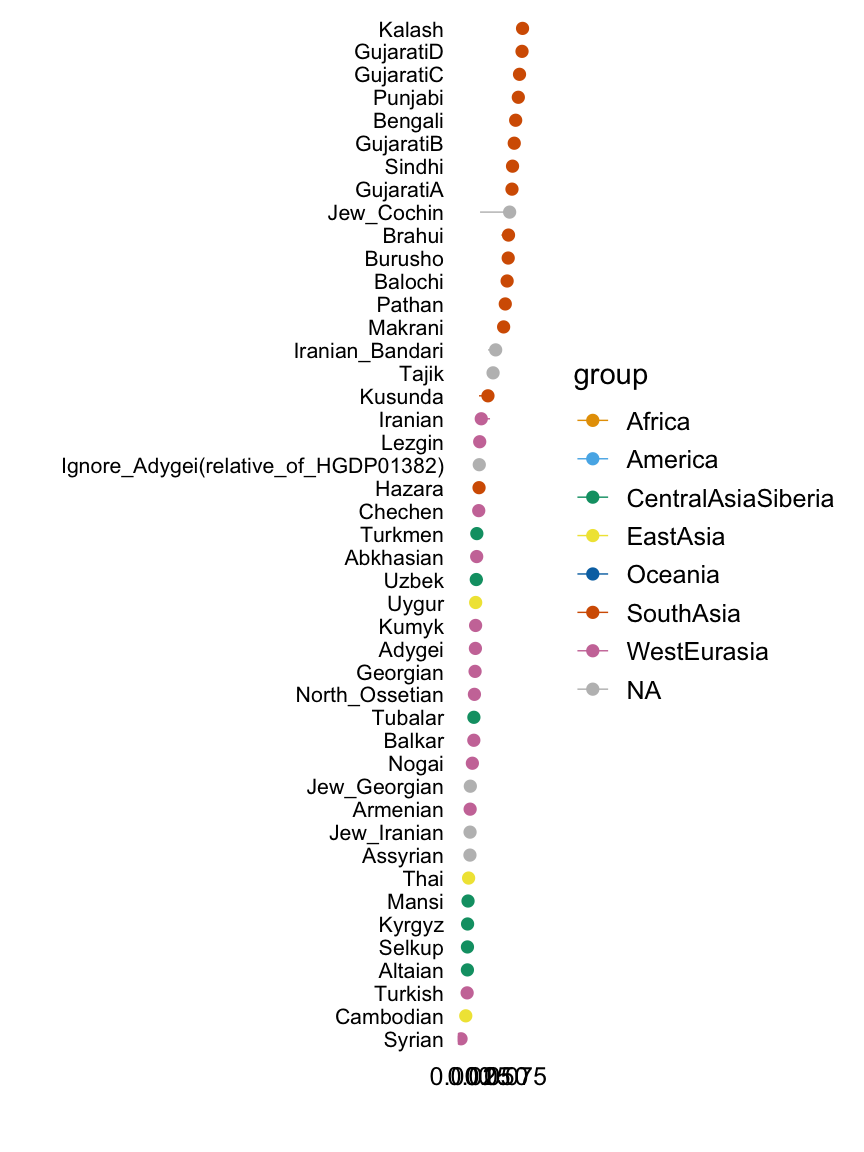 Kalash
GujaratiD
GujaratiC
Punjabi
Bengali
GujaratiB
Sindhi
GujaratiA
Jew_Cochin
Brahui
Burusho
Balochi
Pathan
Makrani
Iranian_Bandari
Tajik
Kusunda
Iranian
Lezgin
Ignore_Adygei(relative_of_HGDP01382)
Hazara
Chechen
Turkmen
Abkhasian
Uzbek
Uygur
Kumyk
Adygei
Georgian
North_Ossetian
Tubalar
Balkar
Nogai
Jew_Georgian
Armenian
Jew_Iranian
Assyrian
Thai
Mansi
Kyrgyz
Selkup
Altaian
Turkish
Cambodian
Syrian
group
Africa
America
CentralAsiaSiberia
EastAsia
Oceania
SouthAsia
WestEurasia
NA